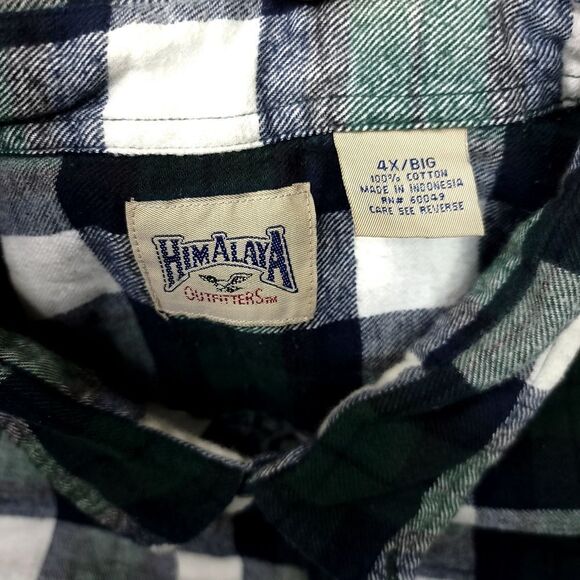 HIMALAYA
OUTFITTERS™
4X/BIG
100% COTTON
MADE IN INDONESIA
RN# 60049
CARE SEE REVERSE